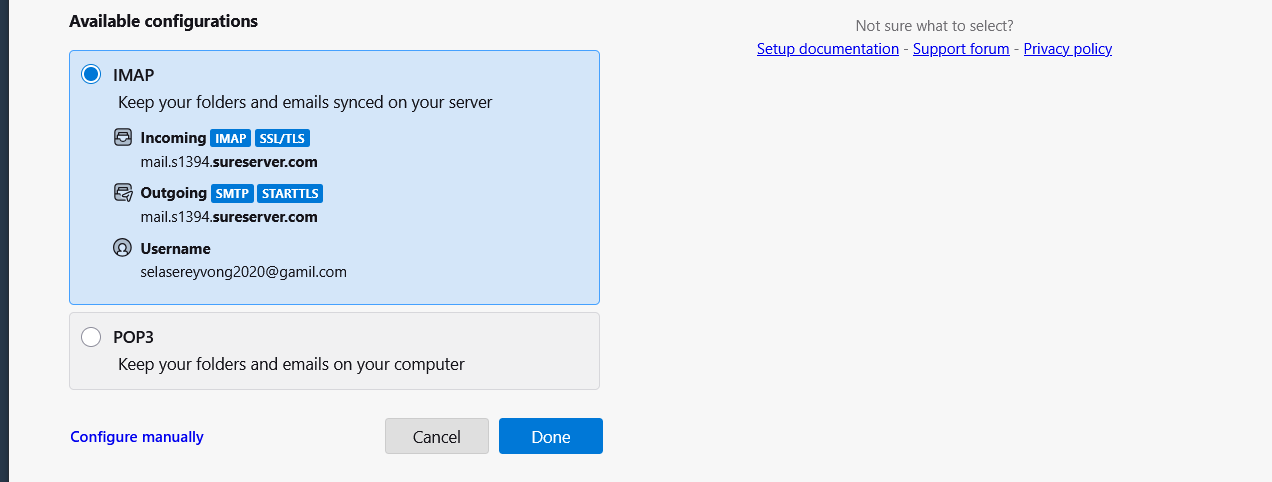 Available configurations
Not sure what to select?
Setup documentation - Support forum - Privacy policy
IMAP
Keep your folders and emails synced on your server
Incoming IMAP SSL/TLS
mail.s1394.sureserver.com
Outgoing SMTP STARTTLS
mail.s1394.sureserver.com
Username
selasereyvong2020@gamil.com
POP3
Keep your folders and emails on your computer
Configure manually Cancel Done